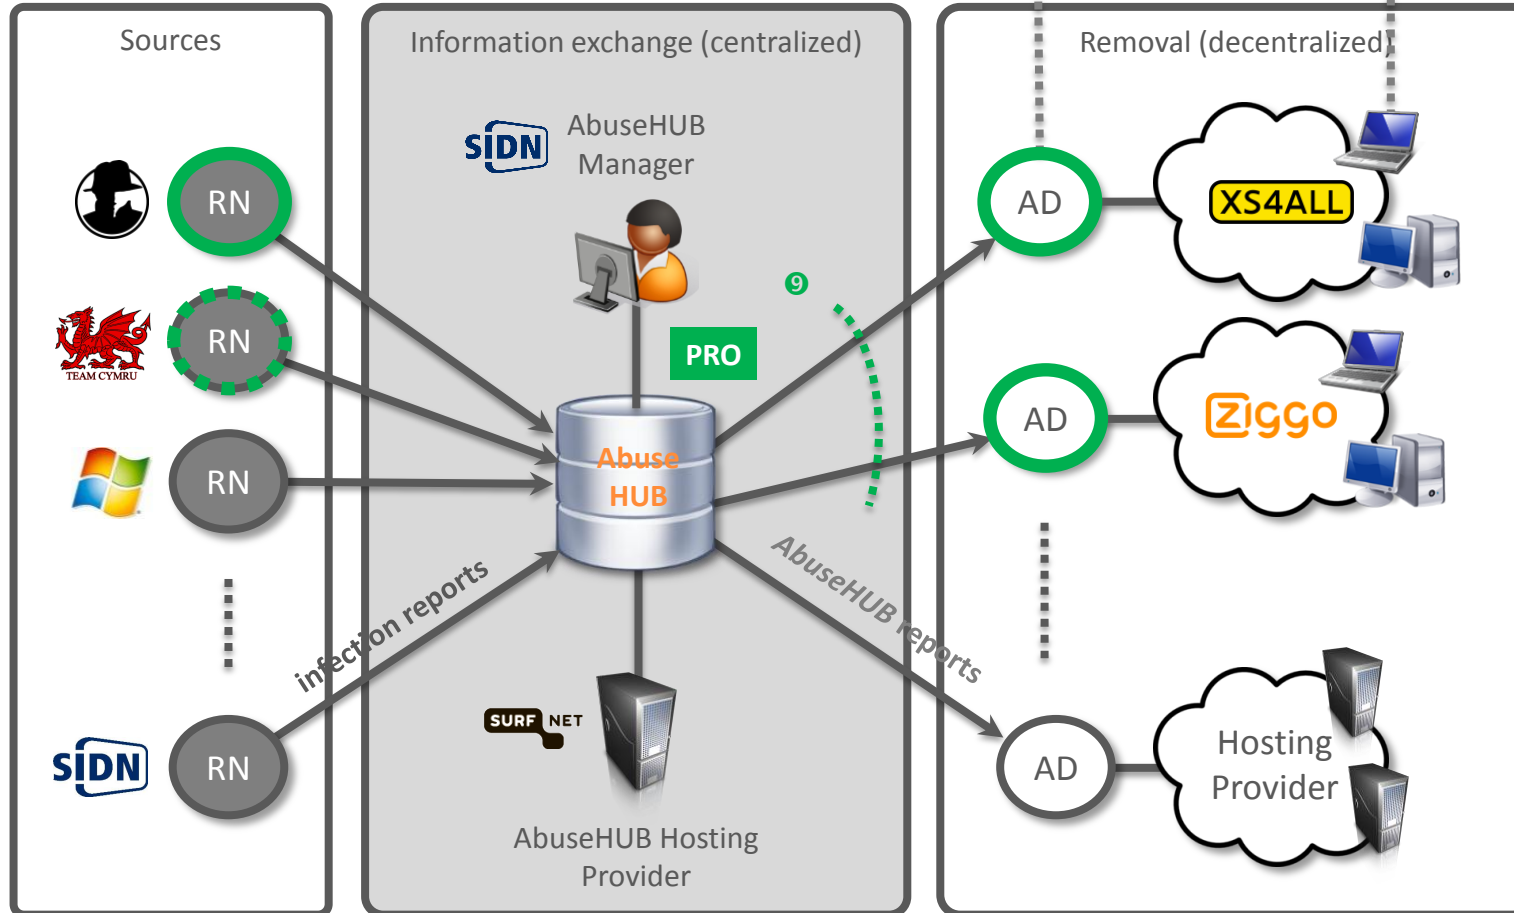 Sources
RN
RN
TEAM CYMRU
RN
infection reports
SIDN
RN
Information exchange (centralized)
SIDN
AbuseHUB
Manager
9
PRO
Abuse
HUB
AbuseHUB reports
SURF NET
AbuseHUB Hosting
Provider
Removal (decentralized)
AD
XS4ALL
AD
ziggo
AD
Hosting
Provider